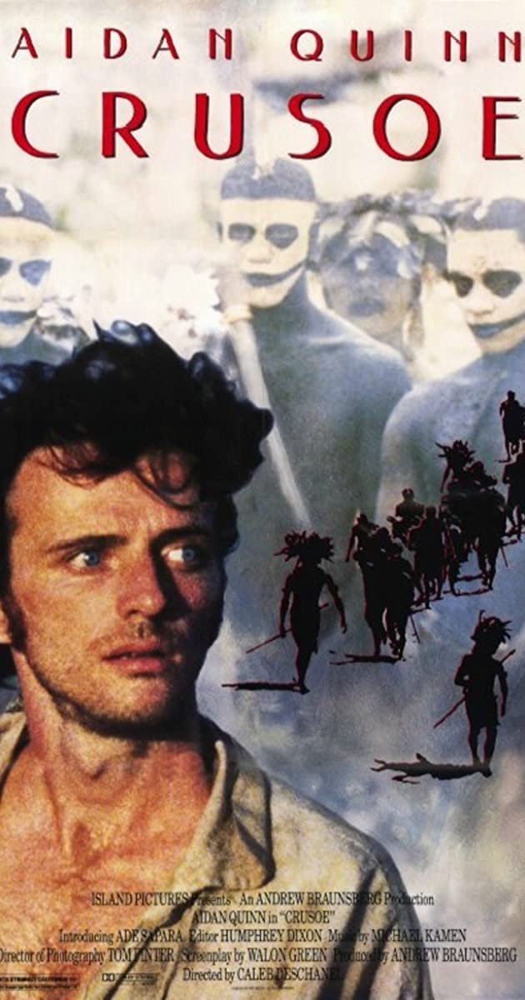 AIDAN QUINN
CRUSOE
ISLAND PICTURES Presents An ANDREW BRAUNSBERG Production
AIDAN QUINN in "CRUSOE"
Introducing ADE SAPARA Editor HUMPHREY DIXON Music by MICHAEL KAMEN
Director of Photography TOM PINTER Screenplay by WALON GREEN Produced by ANDREW BRAUNSBERG
Directed by CALEB DESCHANEL